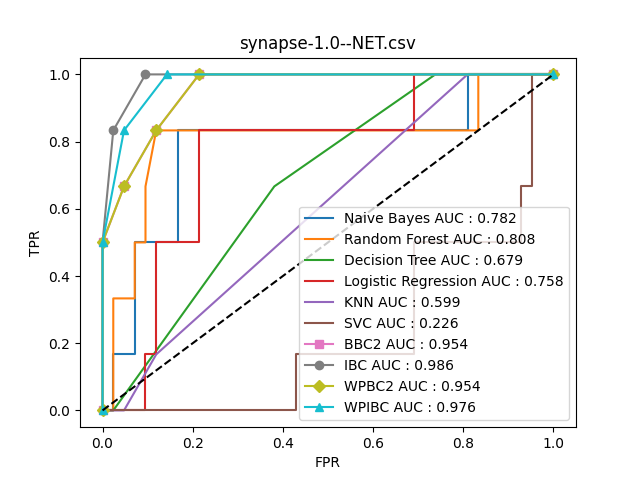 synapse-1.0--NET.csv
1.0
0.8
0.6
0.4
0.2
0.0
TPR
Naive Bayes AUC : 0.782
Random Forest AUC : 0.808
Decision Tree AUC : 0.679
Logistic Regression AUC : 0.758
KNN AUC : 0.599
SVC AUC : 0.226
BBC2 AUC : 0.954
IBC AUC : 0.986
WPBC2 AUC : 0.954
WPIBC AUC : 0.976
0.0 0.2 0.4 0.6 0.8 1.0
FPR